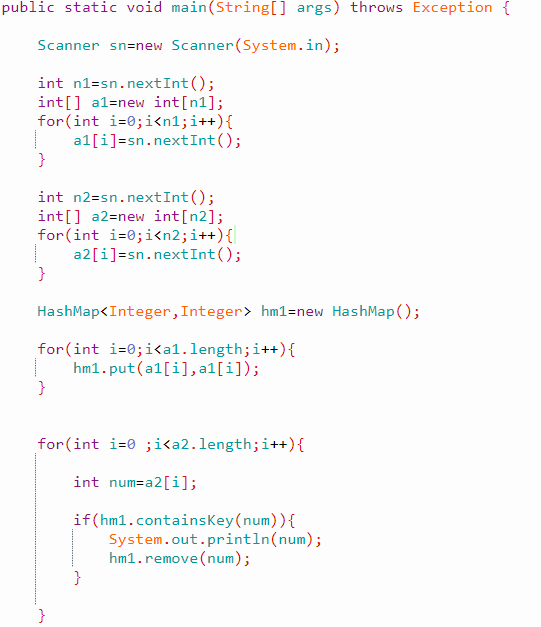 public static void main(String[] args) throws Exception {
Scanner sn=new Scanner(System.in);
int n1=sn.nextInt();
int[] a1=new int[n1];
for(int i=0;i<n1;i++){
a1[i]=sn.nextInt();
}
int n2=sn.nextInt();
int[] a2=new int[n2];
for(int i=0;i<n2;i++){
a2[i]=sn.nextInt();
}
HashMap<Integer,Integer> hm1=new HashMap();
for(int i=0;i<a1.length;i++){
hm1.put(a1[i],a1[i]);
}
for(int i=0 ;i<a2.length;i++){
int num=a2[i];
if(hm1.containsKey(num)){
System.out.println(num);
hm1.remove(num);
}
}